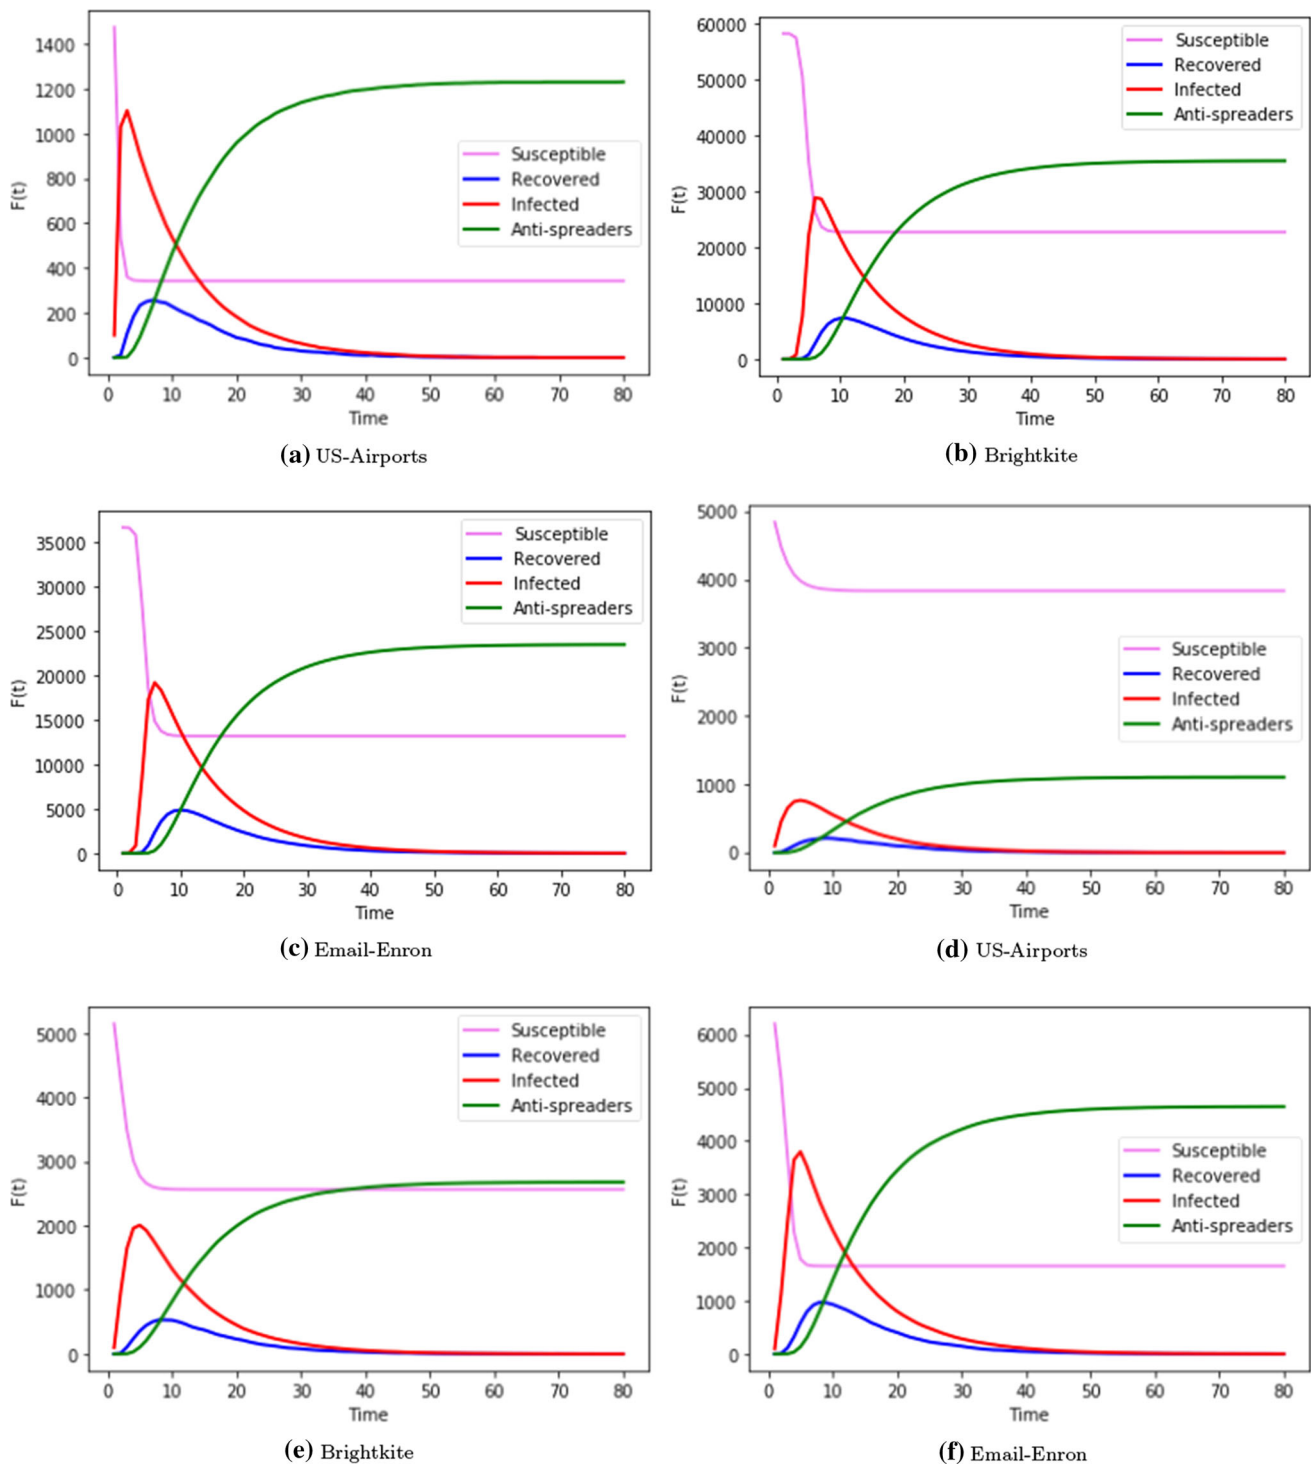 1400
1200
1000
800
600
400
200
0
F(t)
Susceptible
Recovered
Infected
Anti-spreaders
0 10 20 30 40 50 60 70 80
Time
(a) US-Airports
60000
50000
40000
30000
20000
10000
0
F(t)
Susceptible
Recovered
Infected
Anti-spreaders
0 10 20 30 40 50 60 70 80
Time
(b) Brightkite
35000
30000
25000
20000
15000
10000
5000
0
F(t)
Susceptible
Recovered
Infected
Anti-spreaders
0 10 20 30 40 50 60 70 80
Time
(c) Email-Enron
5000
4000
3000
2000
1000
0
F(t)
Susceptible
Recovered
Infected
Anti-spreaders
0 10 20 30 40 50 60 70 80
Time
(d) US-Airports
5000
4000
3000
2000
1000
0
F(t)
Susceptible
Recovered
Infected
Anti-spreaders
0 10 20 30 40 50 60 70 80
Time
(e) Brightkite
6000
5000
4000
3000
2000
1000
0
F(t)
Susceptible
Recovered
Infected
Anti-spreaders
0 10 20 30 40 50 60 70 80
Time
(f) Email-Enron